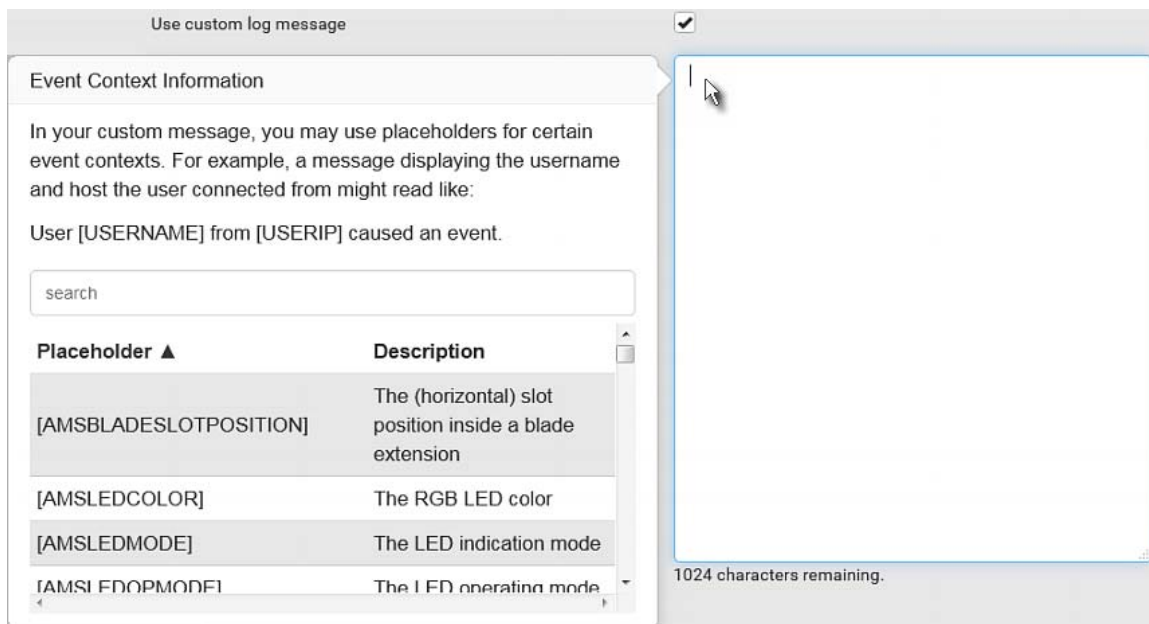 Use custom log message
Event Context Information
In your custom message, you may use placeholders for certain
event contexts. For example, a message displaying the username
and host the user connected from might read like:
User [USERNAME] from [USERIP] caused an event.
search
Placeholder ▲ Description
[AMSBLADESLOTPOSITION] The (horizontal) slot
position inside a blade
extension
[AMSLEDCOLOR] The RGB LED color
[AMSLEDMODE] The LED indication mode
[AMSLEDOPMODE] The LED operating mode
1024 characters remaining.